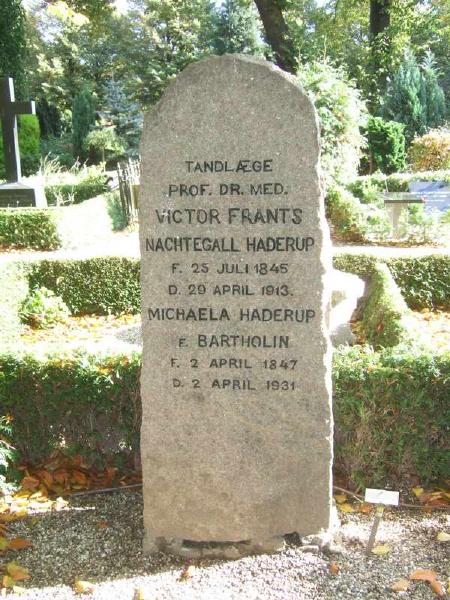 TANDLÆGE
PROF. DR. MED.
VICTOR FRANTS
NACHTEGALL HADERUP
F. 25 JULI 1845
D. 29 APRIL 1913.
MICHAELA HADERUP
F. BARTHOLIN
F. 2 APRIL 1847
D. 2 APRIL 1931